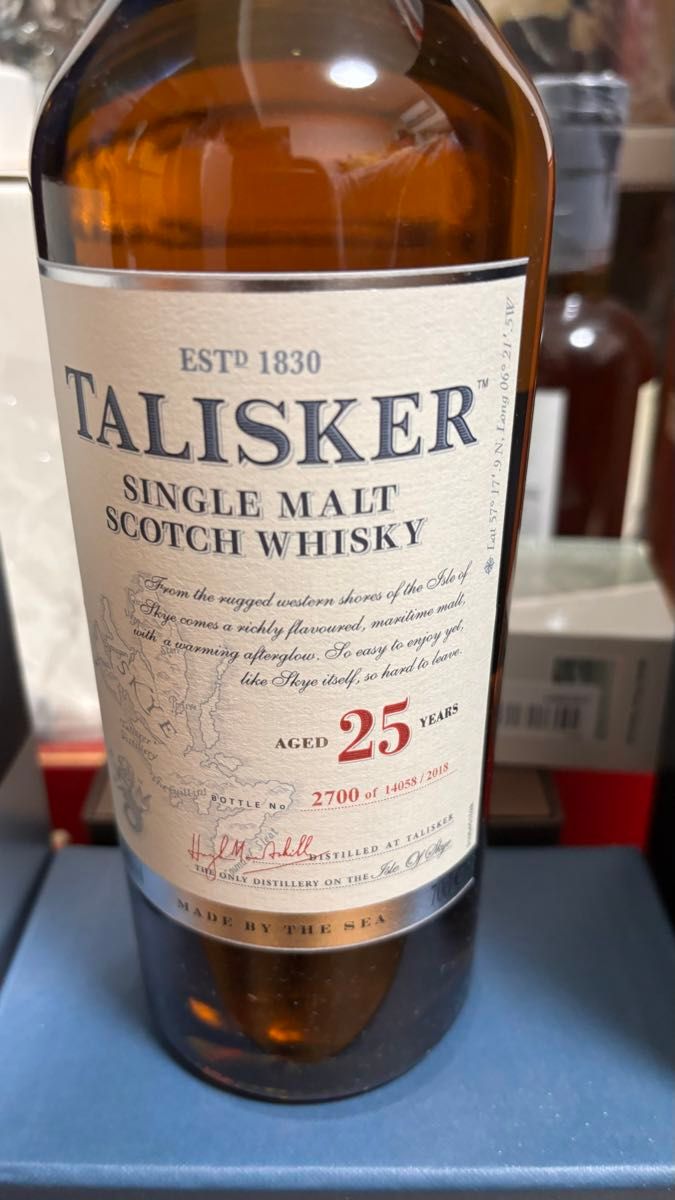 ESTD 1830
TALISKER™
SINGLE MALT
SCOTCH WHISKY
From the rugged western shores of the Isle of
Skye comes a richly flavoured, maritime malt,
with a warming afterglow. So easy to enjoy yet,
like Skye itself, so hard to leave.
SKYE
AGED 25 YEARS
BOTTLE No. 2700 of 14058 / 2018
DISTILLED AT TALISKER
THE ONLY DISTILLERY ON THE Isle Of Skye.
MADE BY THE SEA
Lat 57° 17'.9 N, Long 06° 21'.5W